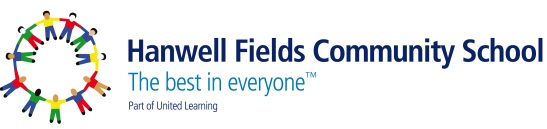 Hanwell Fields Community School
The best in everyone™
Part of United Learning